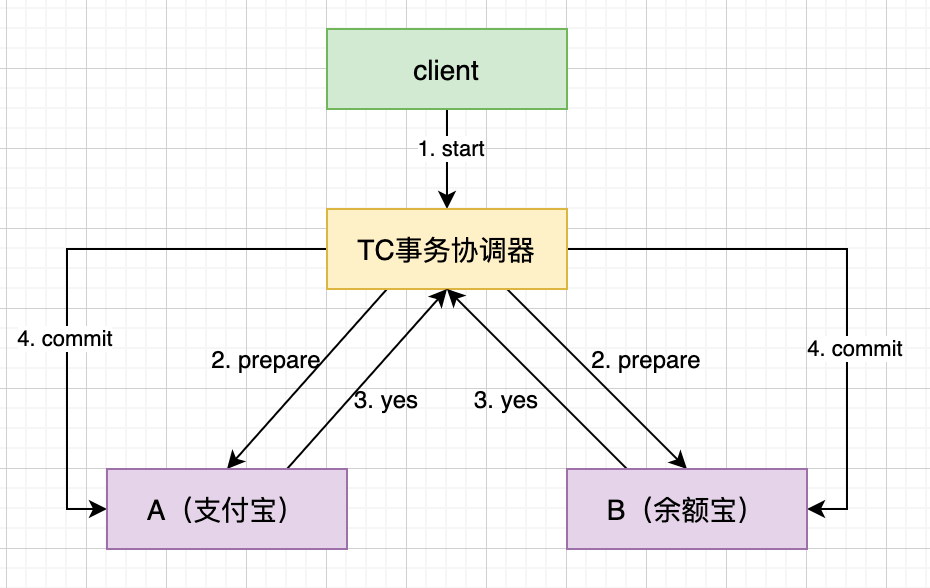 client
1. start
TC事务协调器
4. commit
4. commit
2. prepare
2. prepare
3. yes
3. yes
A（支付宝）
B（余额宝）